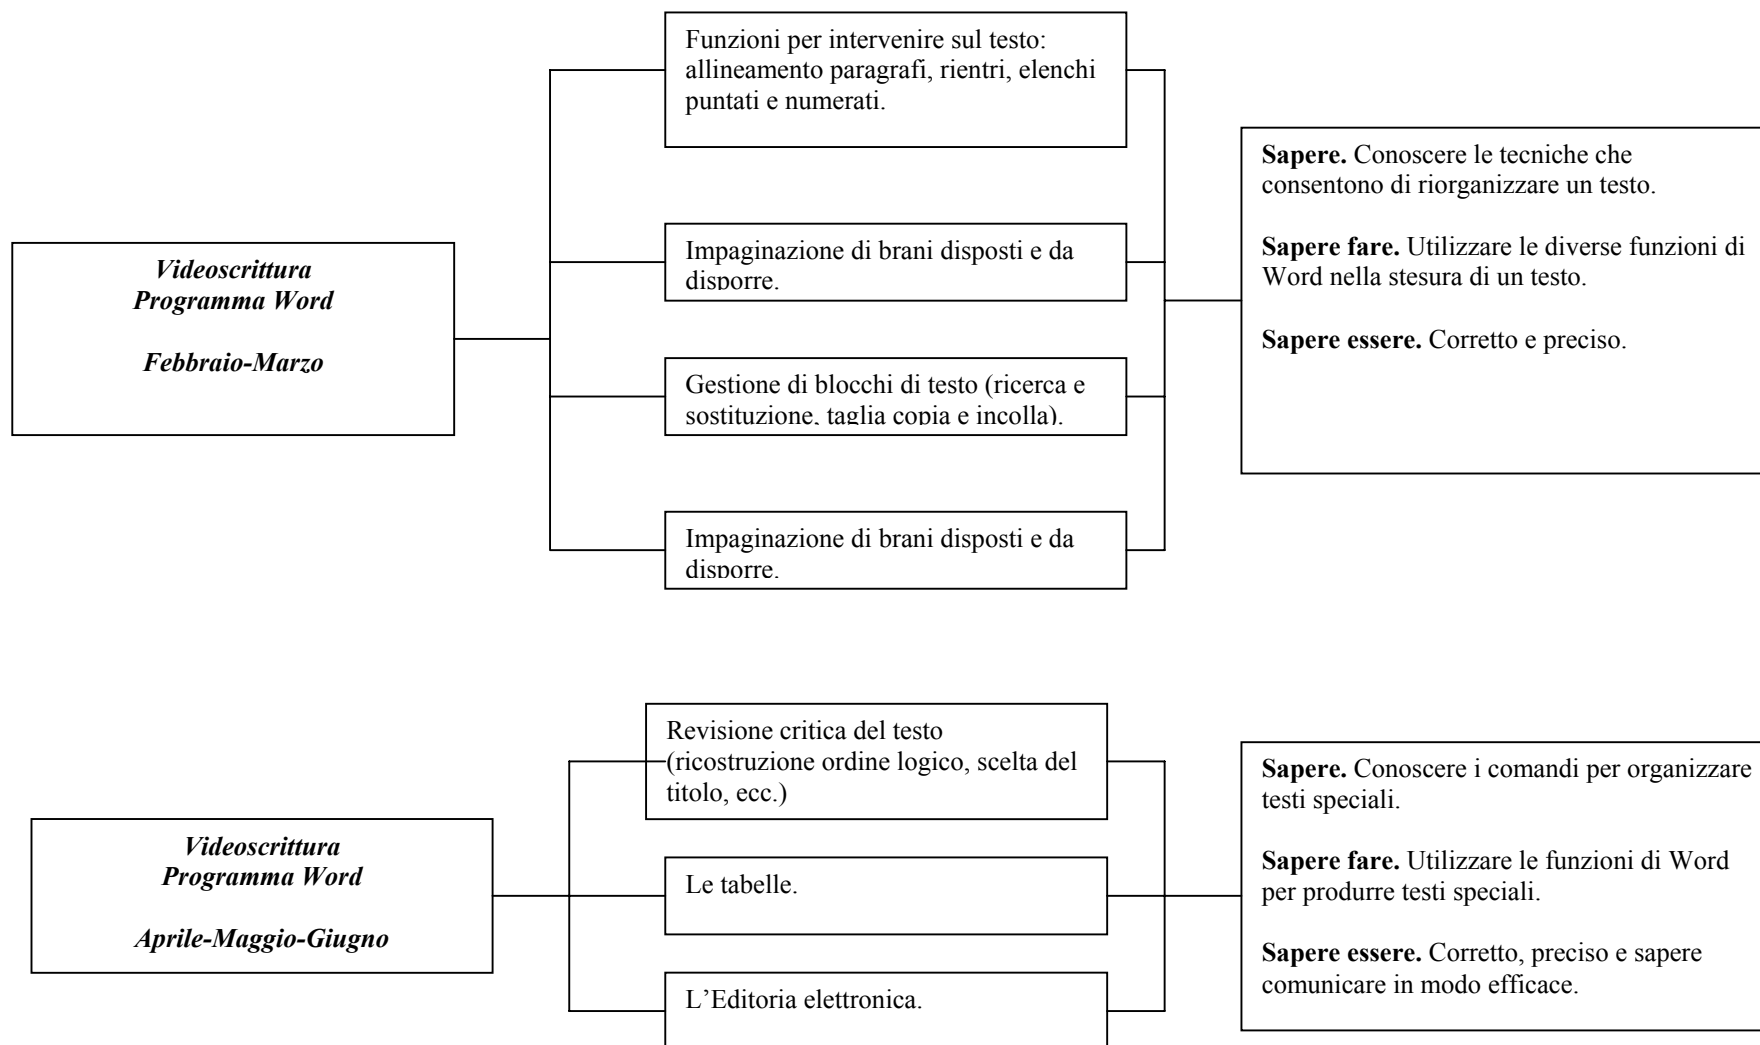 Funzioni per intervenire sul testo:
allineamento paragrafi, rientri, elenchi
puntati e numerati.
Videoscrittura
Programma Word
Febbraio-Marzo
Impaginazione di brani disposti e da
disporre.
Gestione di blocchi di testo (ricerca e
sostituzione, taglia copia e incolla).
Impaginazione di brani disposti e da
disporre.
Sapere. Conoscere le tecniche che
consentono di riorganizzare un testo.
Sapere fare. Utilizzare le diverse funzioni di
Word nella stesura di un testo.
Sapere essere. Corretto e preciso.
Videoscrittura
Programma Word
Aprile-Maggio-Giugno
Revisione critica del testo
(ricostruzione ordine logico, scelta del
titolo, ecc.)
Le tabelle.
L’Editoria elettronica.
Sapere. Conoscere i comandi per organizzare
testi speciali.
Sapere fare. Utilizzare le funzioni di Word
per produrre testi speciali.
Sapere essere. Corretto, preciso e sapere
comunicare in modo efficace.